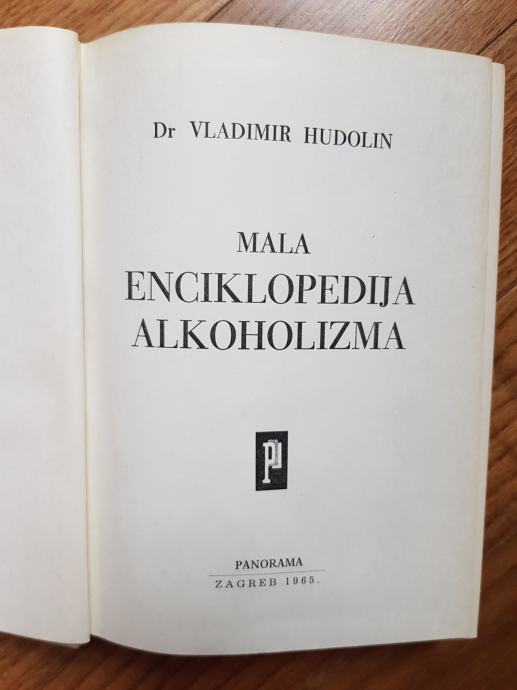 Dr VLADIMIR HUDOLIN
MALA
ENCIKLOPEDIJA
ALKOHOLIZMA
P
PANORAMA
ZAGREB 1965.